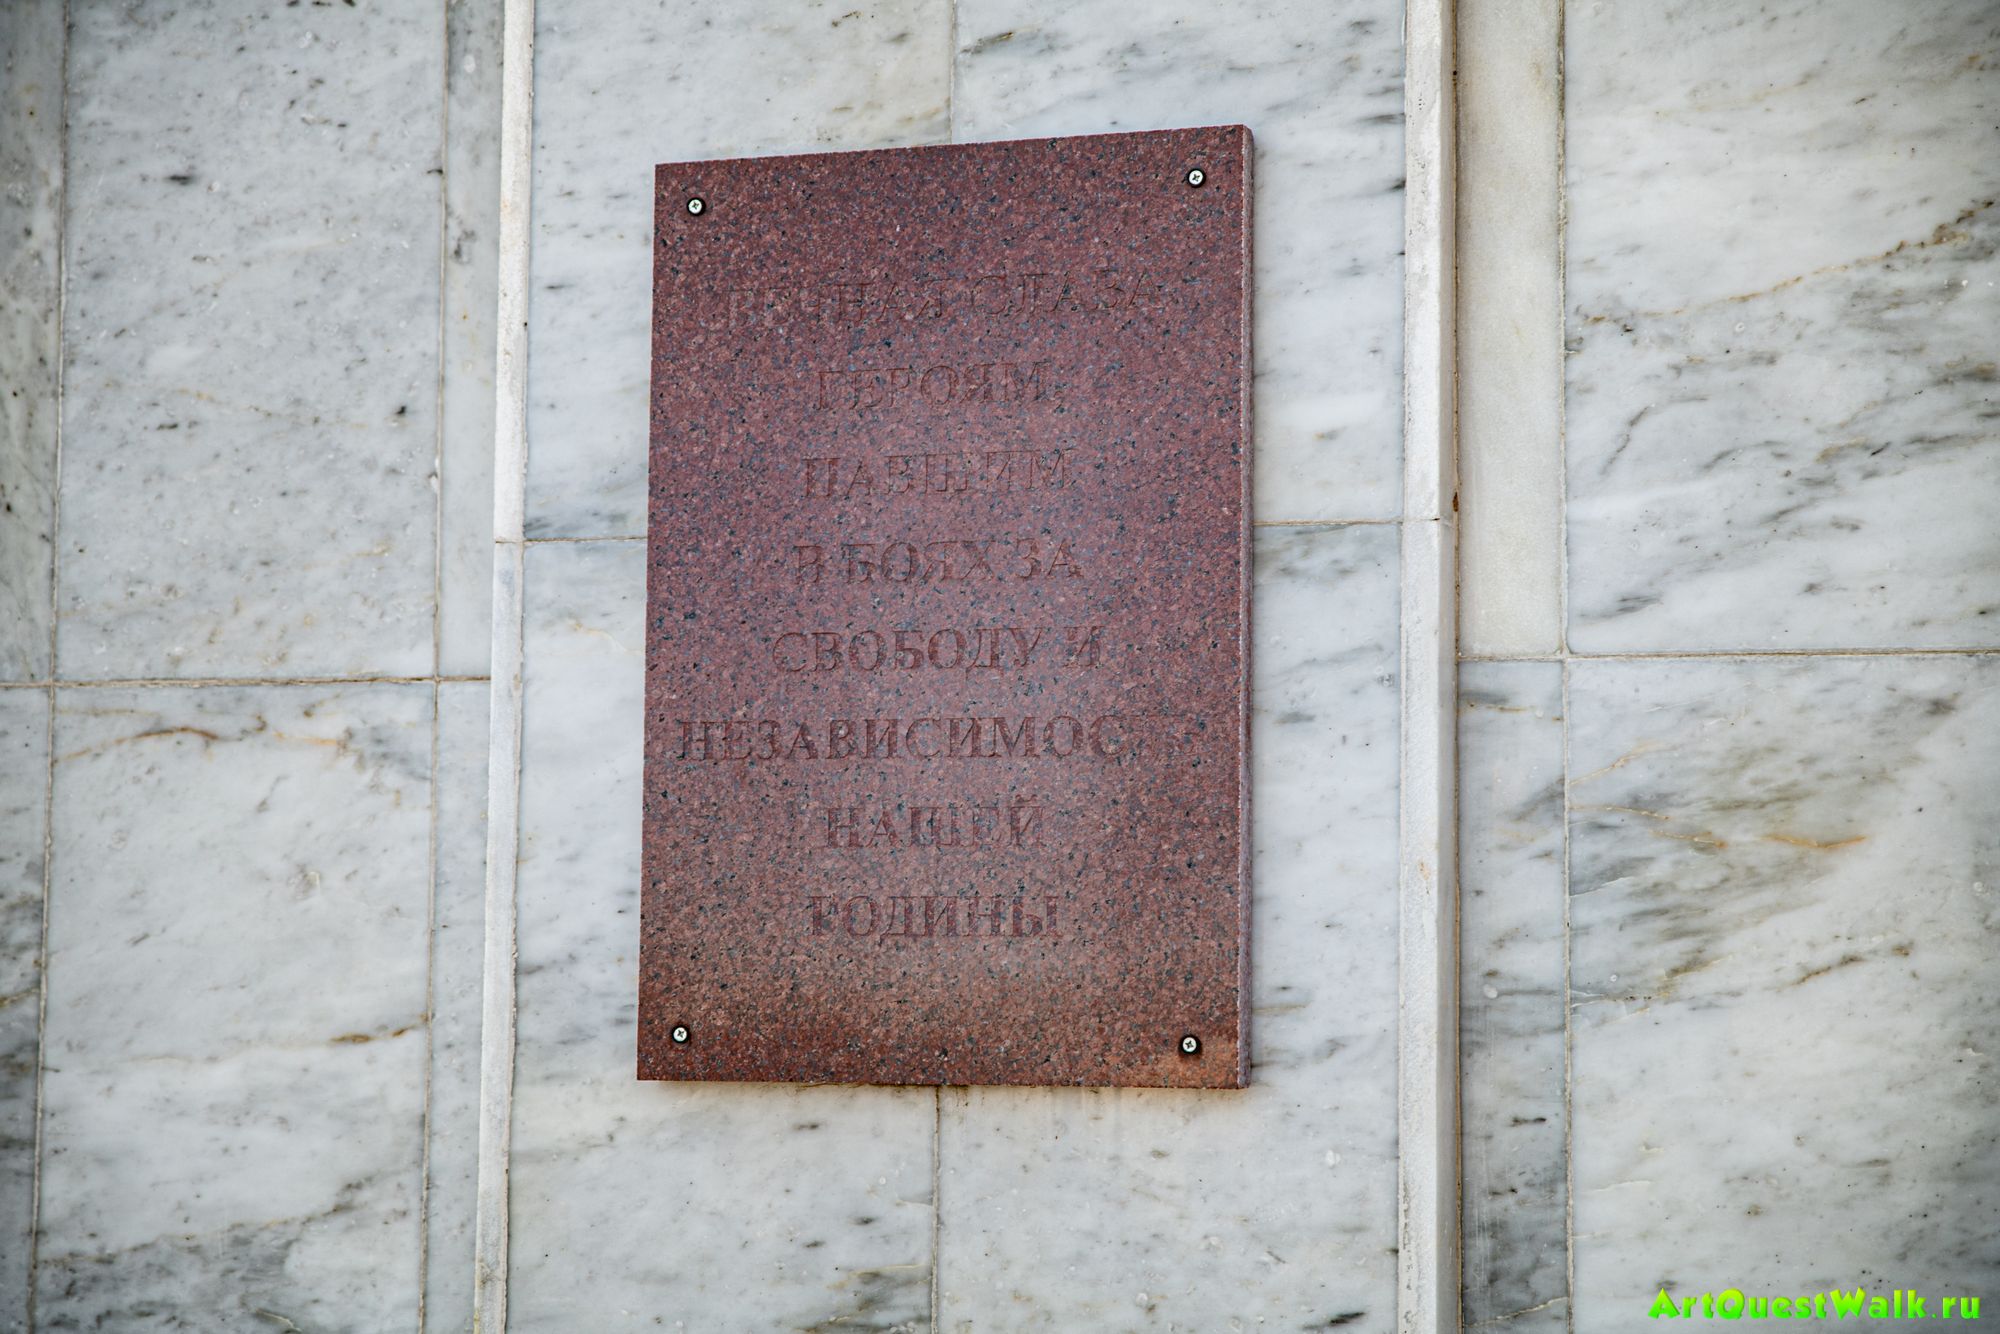 ВЕЧНАЯ СЛАВА
ГЕРОЯМ,
ПАВШИМ
В БОЯХ ЗА
СВОБОДУ И
НЕЗАВИСИМОСТЬ
НАШЕЙ
РОДИНЫ
ArtQuestWalk.ru